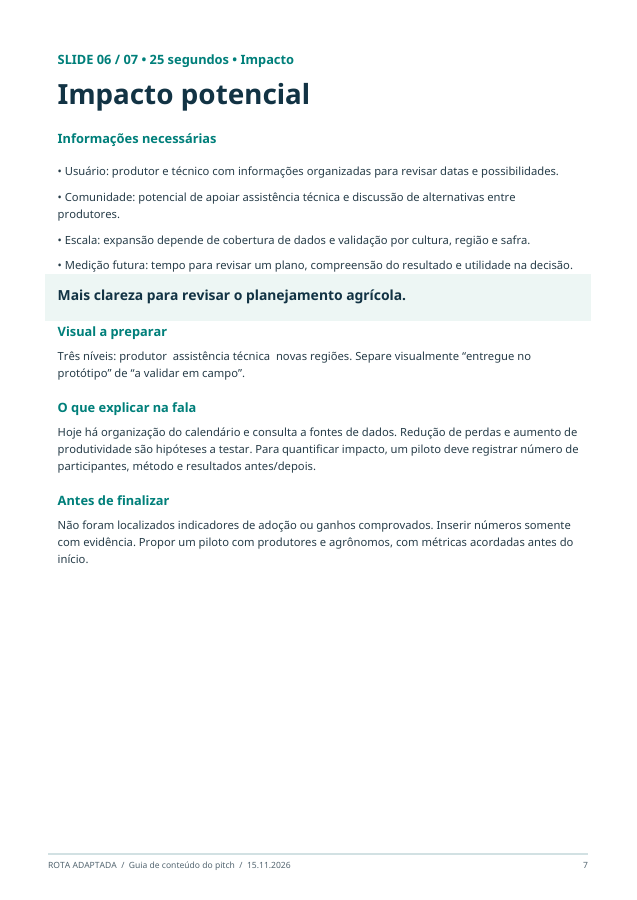 SLIDE 06 / 07 • 25 segundos • Impacto
Impacto potencial
Informações necessárias
• Usuário: produtor e técnico com informações organizadas para revisar datas e possibilidades.
• Comunidade: potencial de apoiar assistência técnica e discussão de alternativas entre
produtores.
• Escala: expansão depende de cobertura de dados e validação por cultura, região e safra.
• Medição futura: tempo para revisar um plano, compreensão do resultado e utilidade na decisão.
Mais clareza para revisar o planejamento agrícola.
Visual a preparar
Três níveis: produtor  assistência técnica  novas regiões. Separe visualmente “entregue no
protótipo” de “a validar em campo”.
O que explicar na fala
Hoje há organização do calendário e consulta a fontes de dados. Redução de perdas e aumento de
produtividade são hipóteses a testar. Para quantificar impacto, um piloto deve registrar número de
participantes, método e resultados antes/depois.
Antes de finalizar
Não foram localizados indicadores de adoção ou ganhos comprovados. Inserir números somente
com evidência. Propor um piloto com produtores e agrônomos, com métricas acordadas antes do
início.
ROTA ADAPTADA / Guia de conteúdo do pitch / 15.11.2026
7